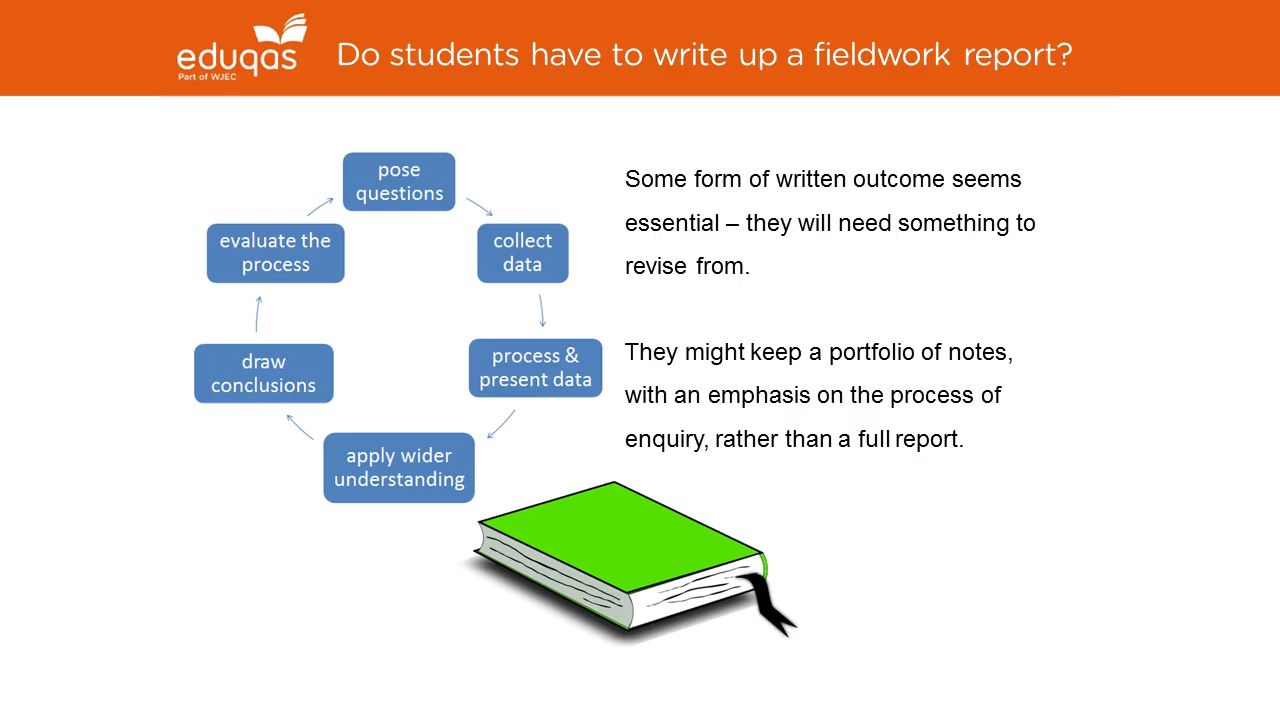 eduqas
Part of WJEC
Do students have to write up a fieldwork report?
pose
questions
collect
data
process &
present data
apply wider
understanding
draw
conclusions
evaluate the
process
Some form of written outcome seems
essential – they will need something to
revise from.
They might keep a portfolio of notes,
with an emphasis on the process of
enquiry, rather than a full report.